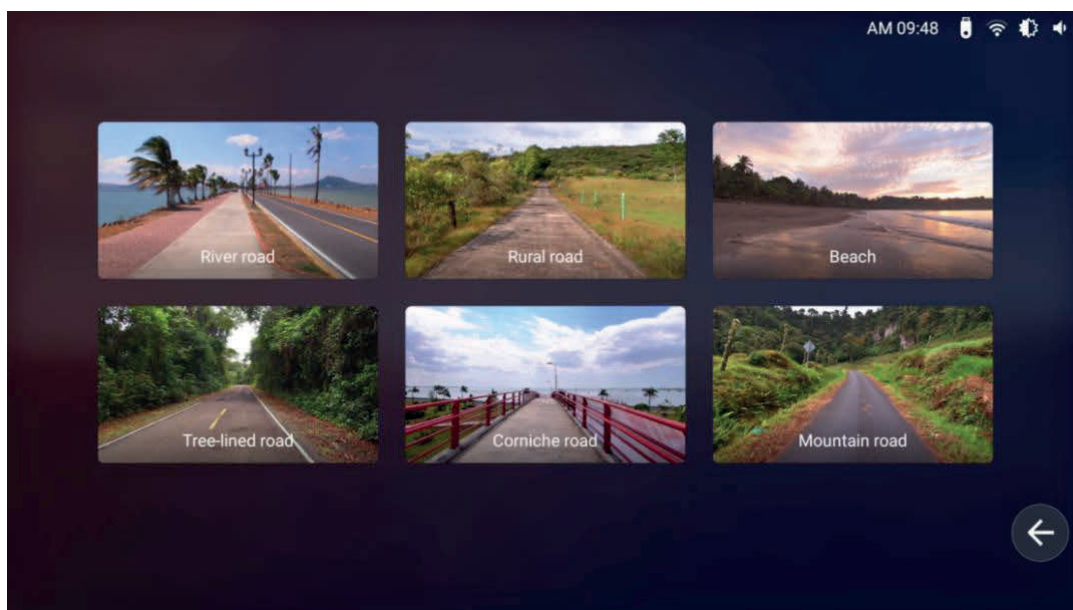 AM 09:48
River road
Rural road
Beach
Tree-lined road
Corniche road
Mountain road